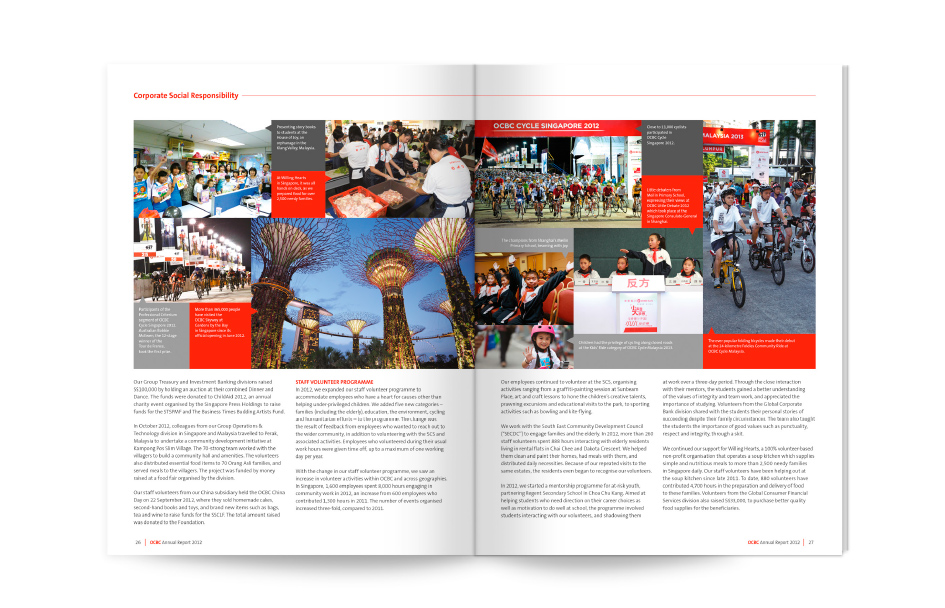 Corporate Social Responsibility
Presenting story books
to students at the
House of Joy, an
orphanage in the
Klang Valley, Malaysia.
At Willing Hearts
in Singapore, it was all
hands on deck, as we
prepared food for over
2,500 needy families.
OCBC CYCLE SINGAPORE 2012
Close to 11,000 cyclists
participated in
OCBC Cycle
Singapore 2012.
Little debaters from
Meilin Primary School,
expressing their views at
OCBC Little Debate 2012
which took place at the
Singapore Consulate-General
in Shanghai.
MALAYSIA 2012
The champions from Shanghai's Meilin
Primary School, beaming with joy.
反方
Participants of the
Professional Criterium
segment of OCBC
Cycle Singapore 2012.
Australian Robbie
McEwen, the 12-stage
winner of the
Tour de France,
took the first prize.
More than 865,000 people
have visited the
OCBC Skyway at
Gardens by the Bay
in Singapore since its
official opening in June 2012.
Children had the privilege of cycling along closed roads
at the Kids' Ride category of OCBC Cycle Malaysia 2012.
The ever popular folding bicycles made their debut
at the 24-kilometre Foldies Community Ride at
OCBC Cycle Malaysia.
Our Group Treasury and Investment Banking divisions raised
S$100,000 by holding an auction at their combined Dinner and
Dance. The funds were donated to ChildAid 2012, an annual
charity event organised by the Singapore Press Holdings to raise
funds for the STSPMF and The Business Times Budding Artists Fund.
In October 2012, colleagues from our Group Operations &
Technology division in Singapore and Malaysia travelled to Perak,
Malaysia to undertake a community development initiative at
Kampong Pos Slim Village. The 70-strong team worked with the
villagers to build a community hall and amenities. The volunteers
also distributed essential food items to 70 Orang Asli families, and
served meals to the villagers. The project was funded by money
raised at a food fair organised by the division.
Our staff volunteers from our China subsidiary held the OCBC China
Day on 22 September 2012, where they sold homemade cakes,
second-hand books and toys, and brand new items such as bags,
tea and wine to raise funds for the SSCLF. The total amount raised
was donated to the Foundation.
STAFF VOLUNTEER PROGRAMME
In 2012, we expanded our staff volunteer programme to
accommodate employees who have a heart for causes other than
helping under-privileged children. We added five new categories –
families (including the elderly), education, the environment, cycling
and humanitarian efforts – to the programme. The change was
the result of feedback from employees who wanted to reach out to
the wider community, in addition to volunteering with the SCS and
associated activities. Employees who volunteered during their usual
work hours were given time off, up to a maximum of one working
day per year.
With the change in our staff volunteer programme, we saw an
increase in volunteer activities within OCBC and across geographies.
In Singapore, 1,600 employees spent 8,000 hours engaging in
community work in 2012, an increase from 600 employees who
contributed 1,300 hours in 2011. The number of events organised
increased three-fold, compared to 2011.
Our employees continued to volunteer at the SCS, organising
activities ranging from a graffiti-painting session at Sunbeam
Place, art and craft lessons to hone the children's creative talents,
prawning excursions and educational visits to the park, to sporting
activities such as bowling and kite-flying.
We work with the South East Community Development Council
("SECDC") to engage families and the elderly. In 2012, more than 260
staff volunteers spent 889 hours interacting with elderly residents
living in rental flats in Chai Chee and Dakota Crescent. We helped
them clean and paint their homes, had meals with them, and
distributed daily necessities. Because of our repeated visits to the
same estates, the residents even began to recognise our volunteers.
In 2012, we started a mentorship programme for at-risk youth,
partnering Regent Secondary School in Choa Chu Kang. Aimed at
helping students who need direction on their career choices as
well as motivation to do well at school, the programme involved
students interacting with our volunteers, and shadowing them
at work over a three-day period. Through the close interaction
with their mentors, the students gained a better understanding
of the values of integrity and team work, and appreciated the
importance of studying. Volunteers from the Global Corporate
Bank division shared with the students their personal stories of
succeeding despite their family circumstances. The team also taught
the students the importance of good values such as punctuality,
respect and integrity, through a skit.
We continued our support for Willing Hearts, a 100% volunteer-based
non-profit organisation that operates a soup kitchen which supplies
simple and nutritious meals to more than 2,500 needy families
in Singapore daily. Our staff volunteers have been helping out at
the soup kitchen since late 2011. To date, 880 volunteers have
contributed 4,700 hours in the preparation and delivery of food
to these families. Volunteers from the Global Consumer Financial
Services division also raised S$35,000, to purchase better quality
food supplies for the beneficiaries.
26 | OCBC Annual Report 2012
OCBC Annual Report 2012 | 27